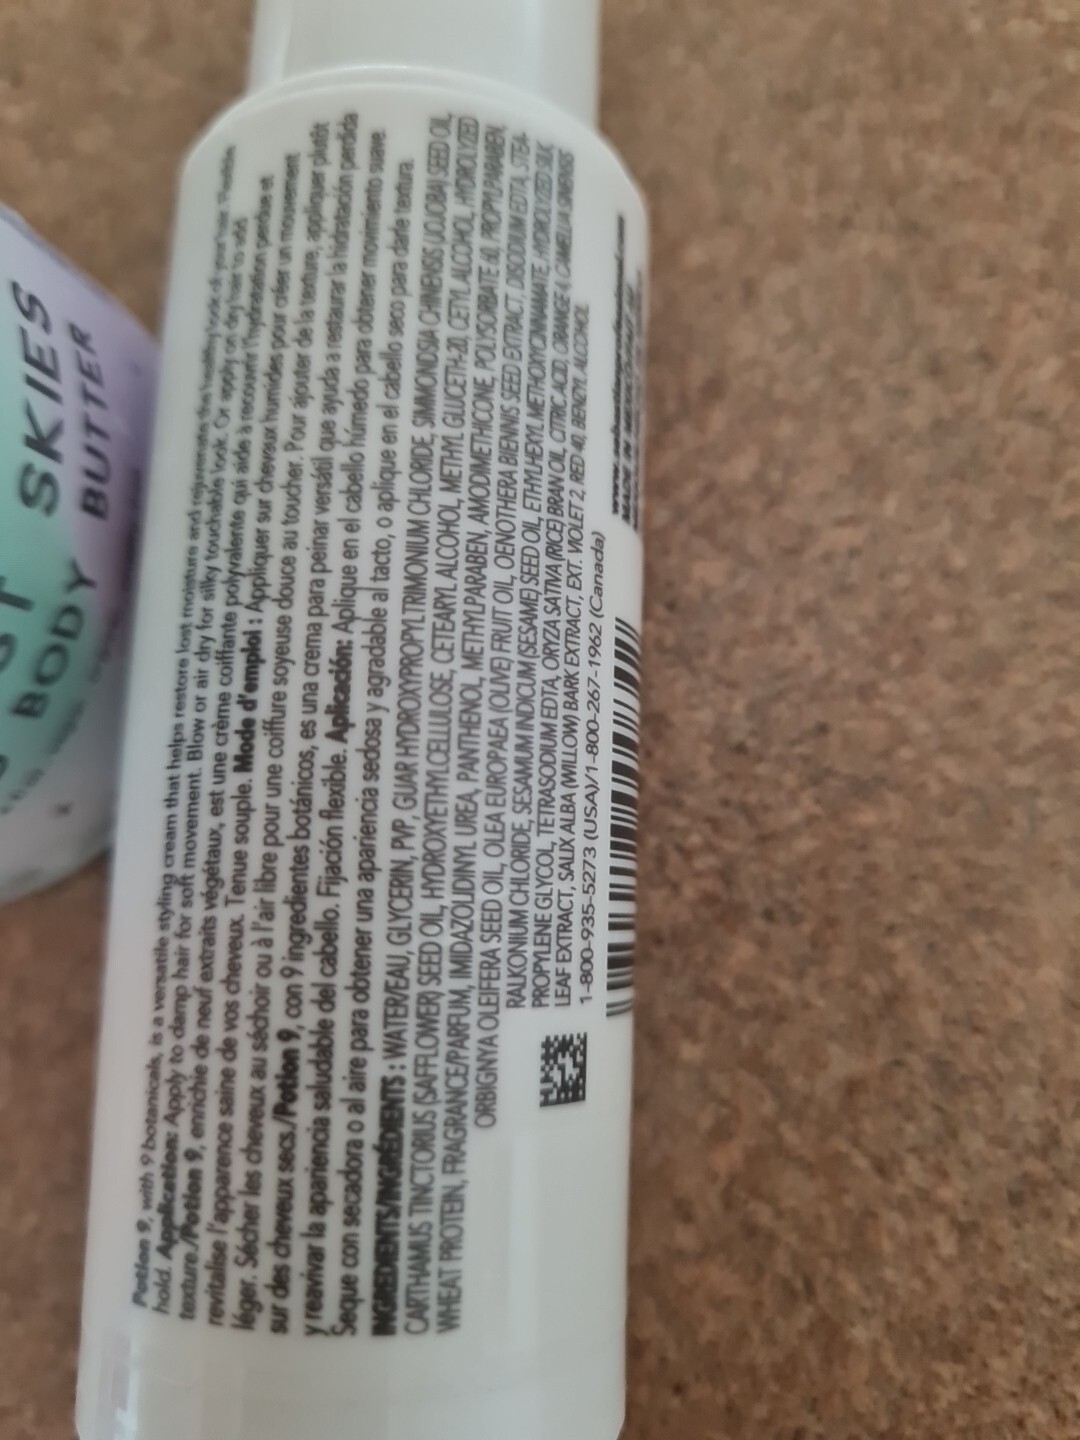 SKIES
BODY
BUTTER
Potion 9, with 9 botanicals, is a versatile styling cream that helps restore lost moisture and rejuvenate the healthy look of your hair. Flexible
hold. Application: Apply to damp hair for soft movement. Blow or air dry for silky touchable look. Or apply on dry hair to add
texture./Potion 9, enrichie de neuf extraits végétaux, est une crème coiffante polyvalente qui aide à recouvrir l'hydratation perdue et
revitalise l'apparence saine de vos cheveux. Tenue souple. Mode d'emploi : Appliquer sur cheveux humides pour créer un mouvement
léger. Sécher les cheveux au séchoir ou à l'air libre pour une coiffure soyeuse douce au toucher. Pour ajouter de la texture, appliquer plutôt
sur des cheveux secs./Potion 9, con 9 ingredientes botánicos, es una crema para peinar versátil que ayuda a restaurar la hidratación perdida
y reavivar la apariencia saludable del cabello. Fijación flexible. Aplicación: Aplique en el cabello húmedo para obtener movimiento suave.
Seque con secadora o al aire para obtener una apariencia sedosa y agradable al tacto, o aplique en el cabello seco para darle textura.
INGREDIENTS/INGRÉDIENTS : WATER/EAU, GLYCERIN, PVP, GUAR HYDROXYPROPYLTRIMONIUM CHLORIDE, SIMMONDSIA CHINENSIS (JOJOBA) SEED OIL,
CARTHAMUS TINCTORIUS (SAFFLOWER) SEED OIL, HYDROXYETHYLCELLULOSE, CETEARYL ALCOHOL, METHYL GLUCETH-20, CETYL ALCOHOL, HYDROLYZED
WHEAT PROTEIN, FRAGRANCE/PARFUM, IMIDAZOLIDINYL UREA, PANTHENOL, METHYLPARABEN, AMODIMETHICONE, POLYSORBATE 60, PROPYLPARABEN,
ORBIGNYA OLEIFERA SEED OIL, OLEA EUROPAEA (OLIVE) FRUIT OIL, OENOTHERA BIENNIS SEED EXTRACT, DISODIUM EDTA, STEA-
RALKONIUM CHLORIDE, SESAMUM INDICUM (SESAME) SEED OIL, ETHYLHEXYL METHOXYCINNAMATE, HYDROLYZED SILK,
PROPYLENE GLYCOL, TETRASODIUM EDTA, ORYZA SATIVA (RICE) BRAN OIL, CITRIC ACID, ORANGE 4, CAMELLIA SINENSIS
LEAF EXTRACT, SALIX ALBA (WILLOW) BARK EXTRACT, EXT. VIOLET 2, RED 40, BENZYL ALCOHOL
1-800-935-5273 (USA)/1-800-267-1962 (Canada)
MADE IN